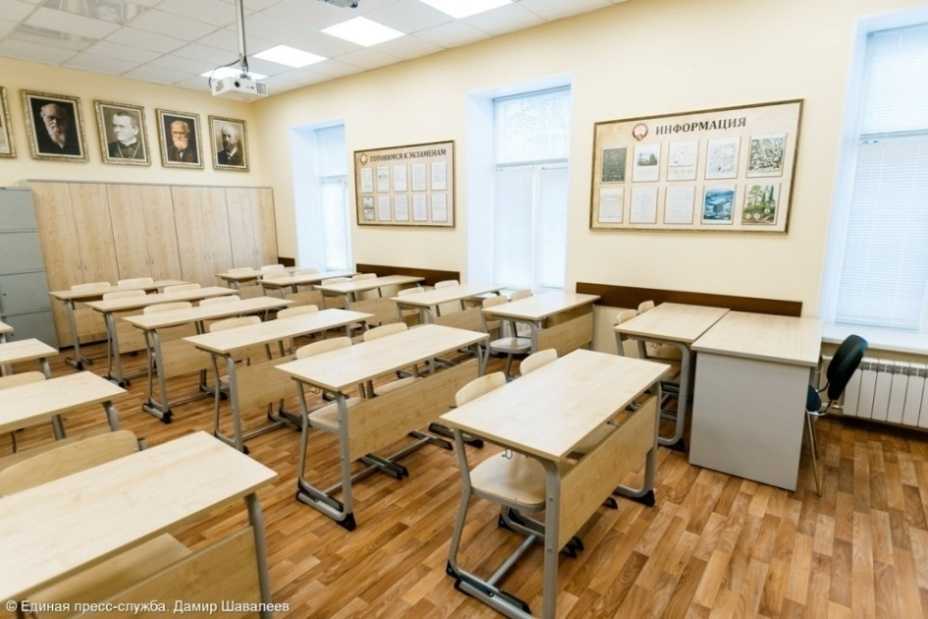 ГОТОВИМСЯ К ЭКЗАМЕНАМ
ИНФОРМАЦИЯ
© Единая пресс-служба. Дамир Шавалеев